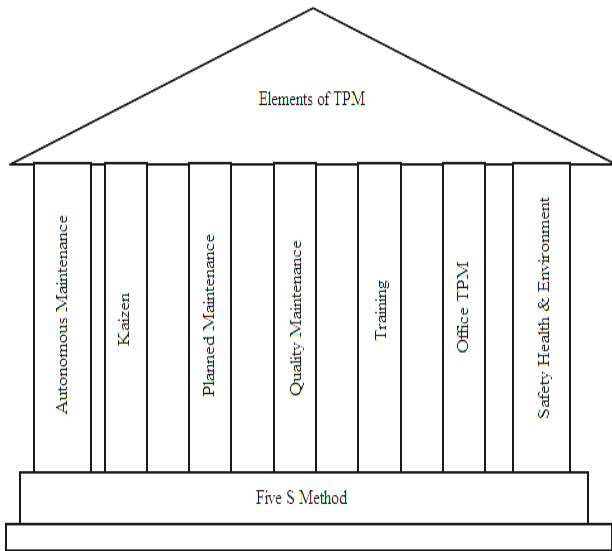 Elements of TPM
Autonomous Maintenance
Kaizen
Planned Maintenance
Quality Maintenance
Training
Office TPM
Safety Health & Environment
Five S Method